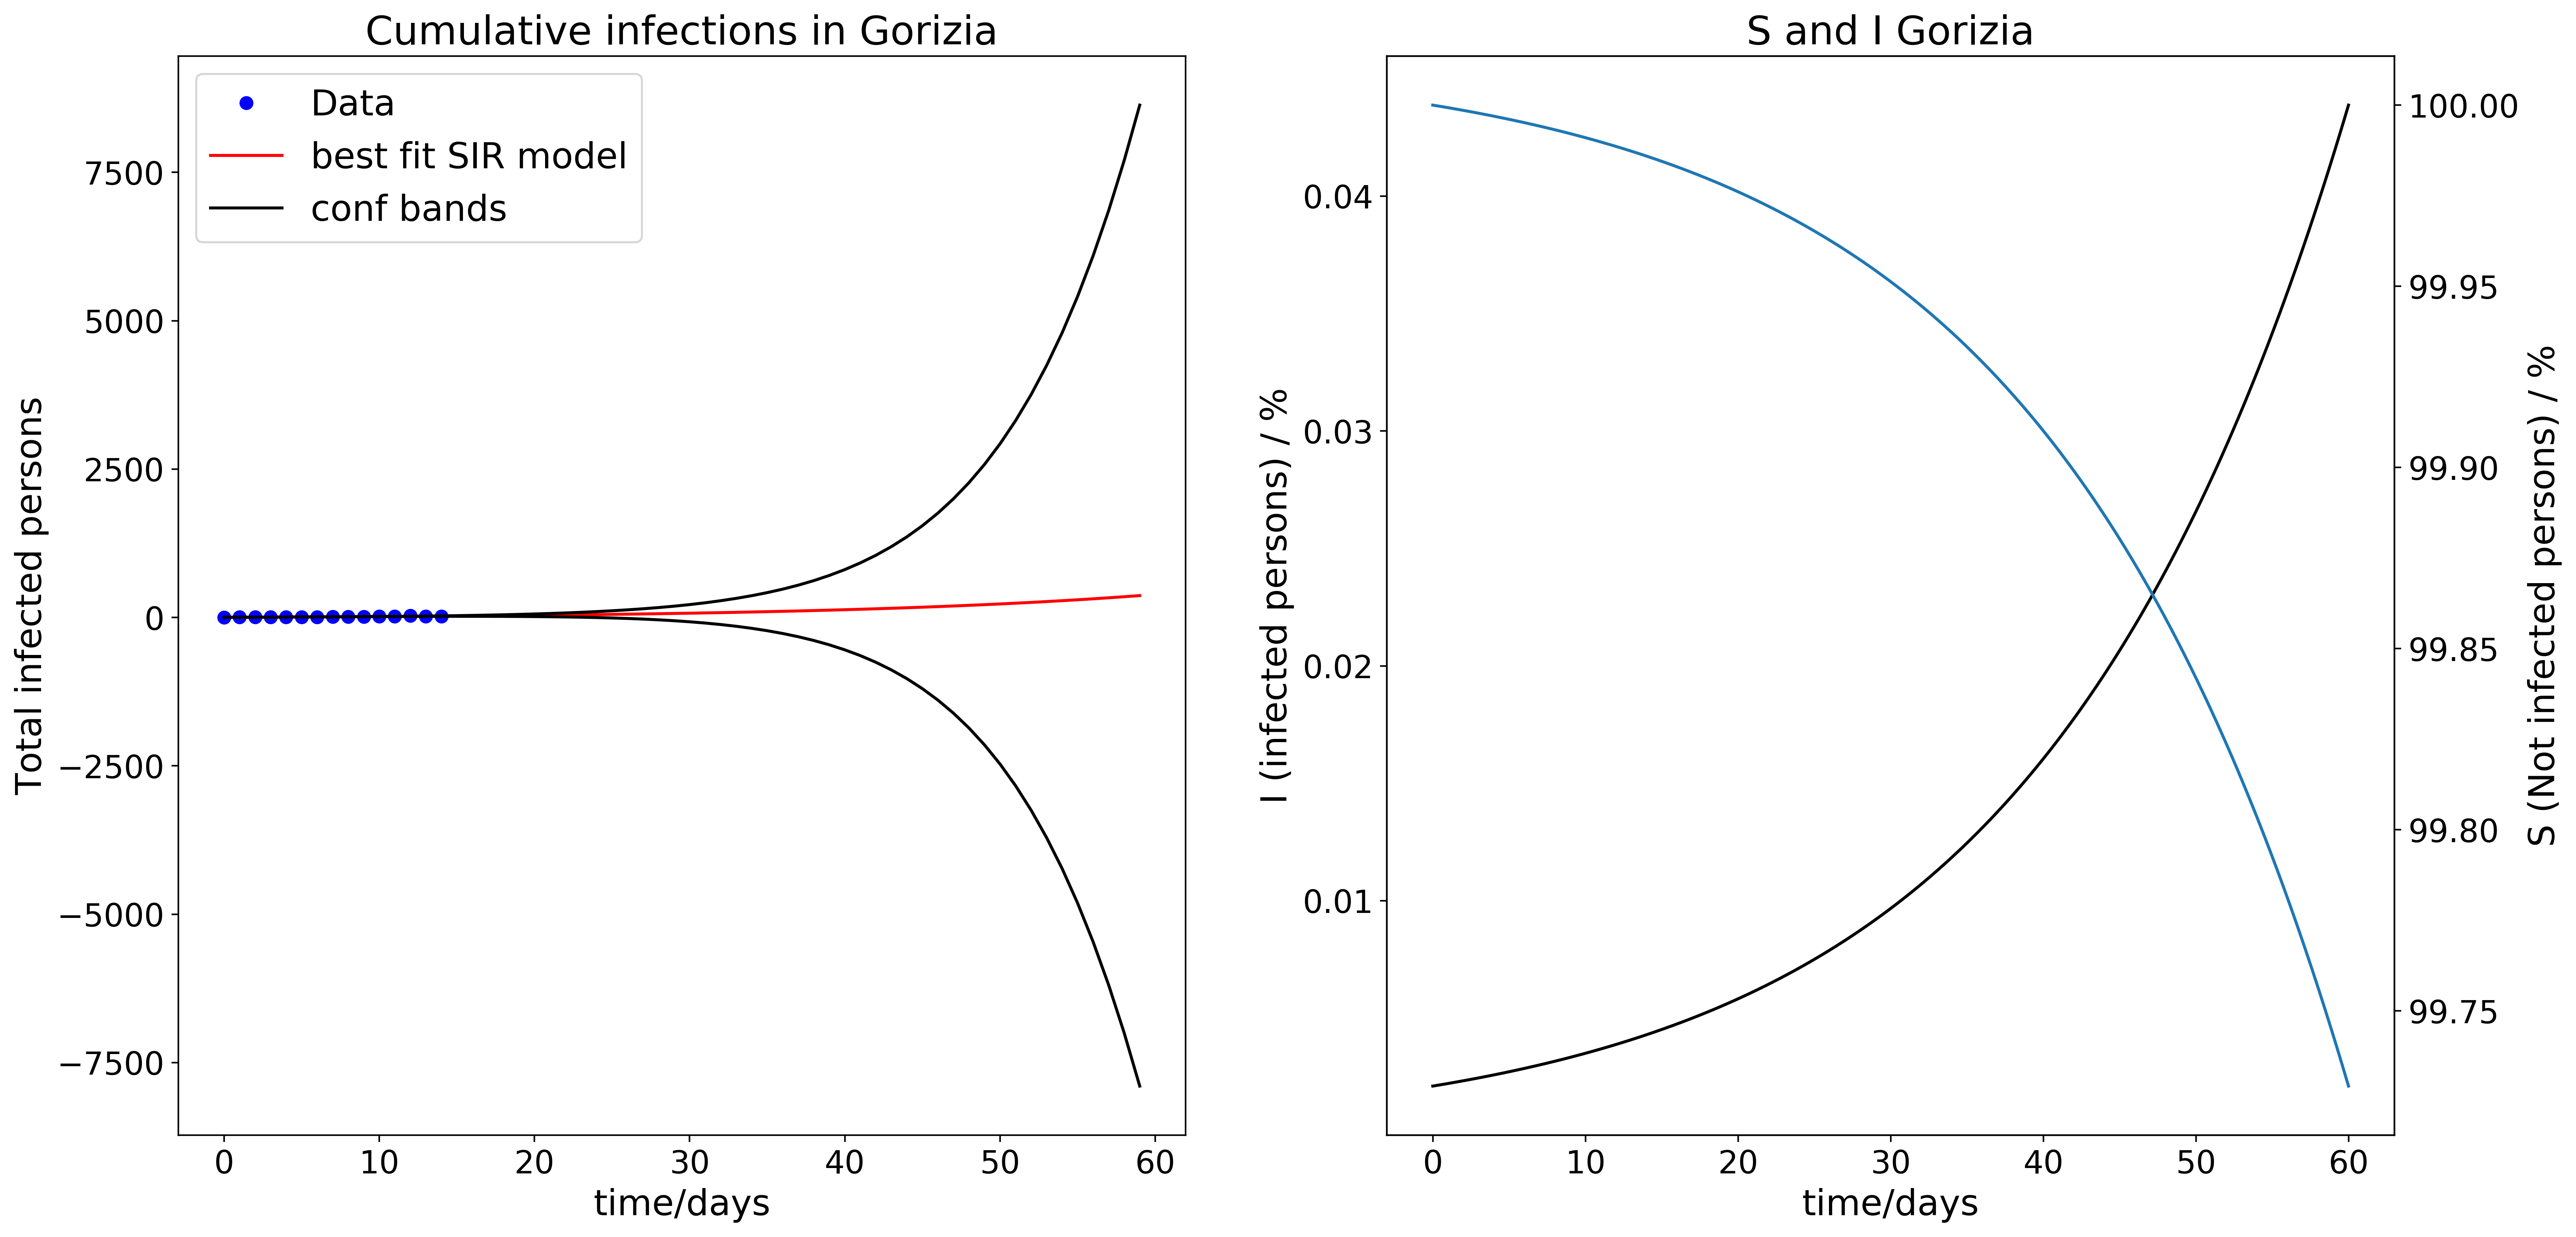 Cumulative infections in Gorizia
Data
best fit SIR model
conf bands
Total infected persons
7500
5000
2500
0
−2500
−5000
−7500
0 10 20 30 40 50 60
time/days
S and I Gorizia
I (infected persons) / %
0.04
0.03
0.02
0.01
100.00
99.95
99.90
99.85
99.80
99.75
S (Not infected persons) / %
0 10 20 30 40 50 60
time/days